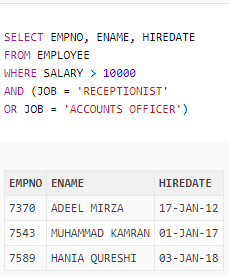 SELECT EMPNO, ENAME, HIREDATE
FROM EMPLOYEE
WHERE SALARY > 10000
AND (JOB = 'RECEPTIONIST'
OR JOB = 'ACCOUNTS OFFICER')
EMPNO ENAME HIREDATE
7370 ADEEL MIRZA 17-JAN-12
7543 MUHAMMAD KAMRAN 01-JAN-17
7589 HANIA QURESHI 03-JAN-18